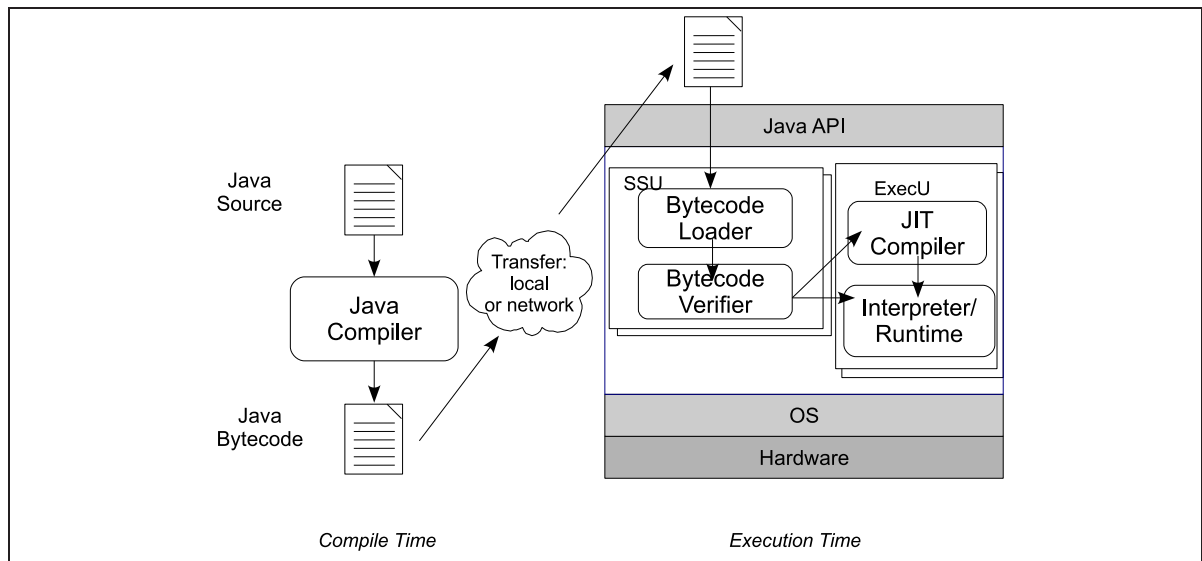 Java
Source
Java
Compiler
Java
Bytecode
Compile Time
Transfer:
local
or network
Java API
SSU
Bytecode
Loader
Bytecode
Verifier
ExecU
JIT
Compiler
Interpreter/
Runtime
OS
Hardware
Execution Time